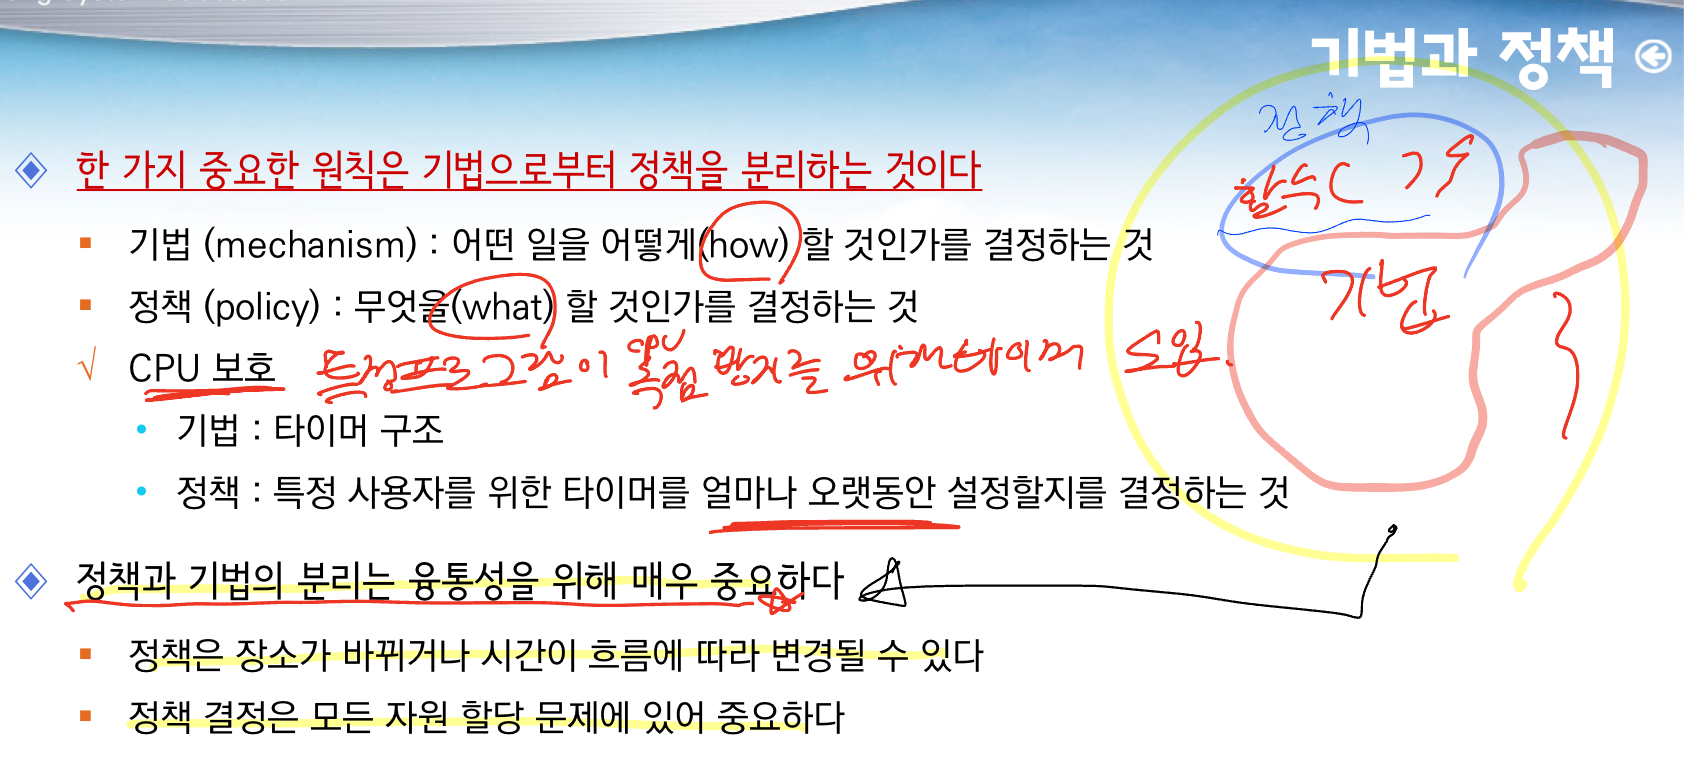 기법과 정책
정책
할수( 기
기법
한 가지 중요한 원칙은 기법으로부터 정책을 분리하는 것이다
기법 (mechanism) : 어떤 일을 어떻게(how) 할 것인가를 결정하는 것
정책 (policy) : 무엇을(what) 할 것인가를 결정하는 것
√ CPU 보호 특정프로그램이 CPU 독점 방지를 위해 타이머 도입.
• 기법 : 타이머 구조
• 정책 : 특정 사용자를 위한 타이머를 얼마나 오랫동안 설정할지를 결정하는 것
정책과 기법의 분리는 융통성을 위해 매우 중요하다
정책은 장소가 바뀌거나 시간이 흐름에 따라 변경될 수 있다
정책 결정은 모든 자원 할당 문제에 있어 중요하다